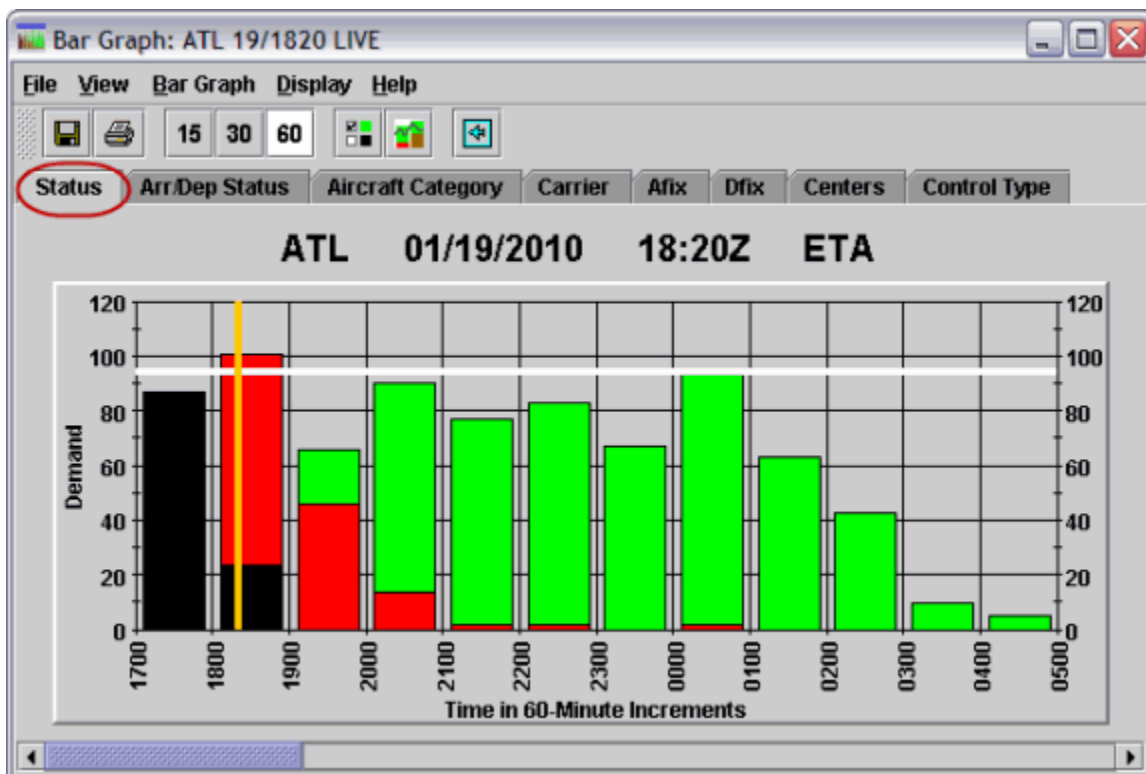 Bar Graph: ATL 19/1820 LIVE
File View Bar Graph Display Help
15 30 60
Status Arr/Dep Status Aircraft Category Carrier Afix Dfix Centers Control Type
ATL 01/19/2010 18:20Z ETA
120 120
100 100
80 80
60 60
40 40
20 20
0 0
Demand
1700 1800 1900 2000 2100 2200 2300 0000 0100 0200 0300 0400 0500
Time in 60-Minute Increments